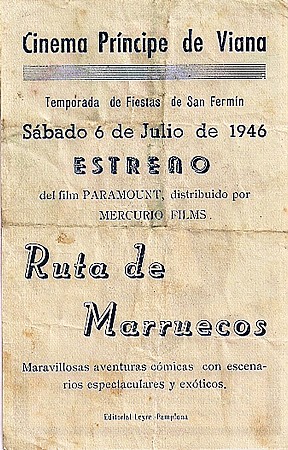 Cinema Príncipe de Viana
Temporada de Fiestas de San Fermín
Sábado 6 de Julio de 1946
ESTRENO
del film PARAMOUNT, distribuido por
MERCURIO FILMS.
Ruta de
Marruecos
Maravillosas aventuras cómicas con escena-
rios espectaculares y exóticos.
Editorial Leyre-Pamplona